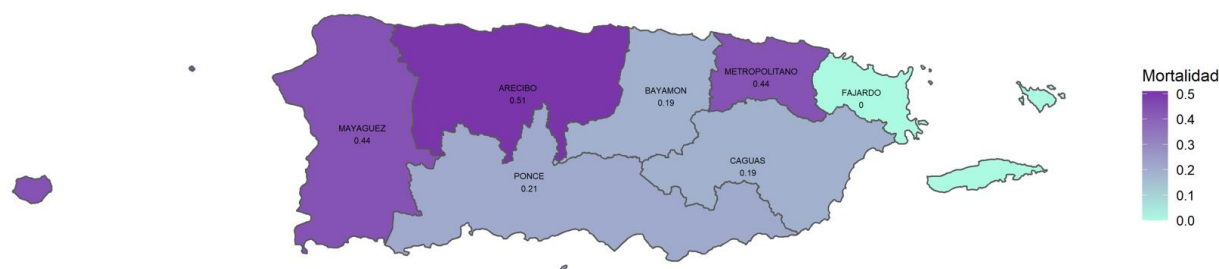 ARECIBO
0.51
BAYAMON
0.19
METROPOLITANO
0.44
FAJARDO
0
MAYAGUEZ
0.44
PONCE
0.21
CAGUAS
0.19
Mortalidad
0.5
0.4
0.3
0.2
0.1
0.0